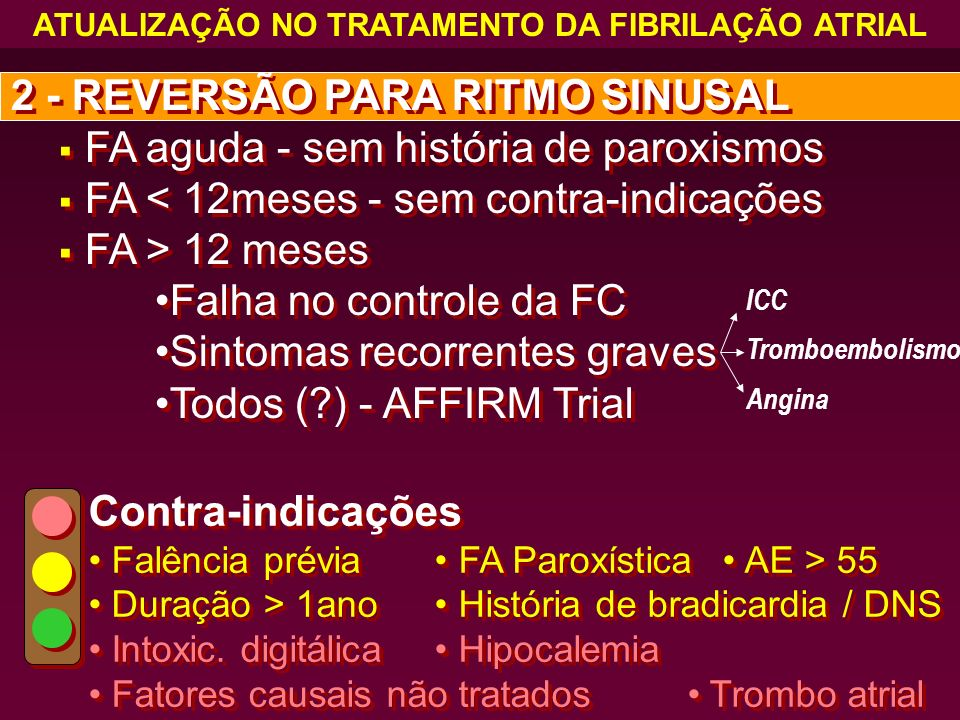 ATUALIZAÇÃO NO TRATAMENTO DA FIBRILAÇÃO ATRIAL
2 - REVERSÃO PARA RITMO SINUSAL
▪ FA aguda - sem história de paroxismos
▪ FA < 12meses - sem contra-indicações
▪ FA > 12 meses
•Falha no controle da FC
•Sintomas recorrentes graves
•Todos (?) - AFFIRM Trial
ICC
Tromboembolismo
Angina
Contra-indicações
• Falência prévia • FA Paroxística • AE > 55
• Duração > 1ano • História de bradicardia / DNS
• Intoxic. digitálica • Hipocalemia
• Fatores causais não tratados • Trombo atrial